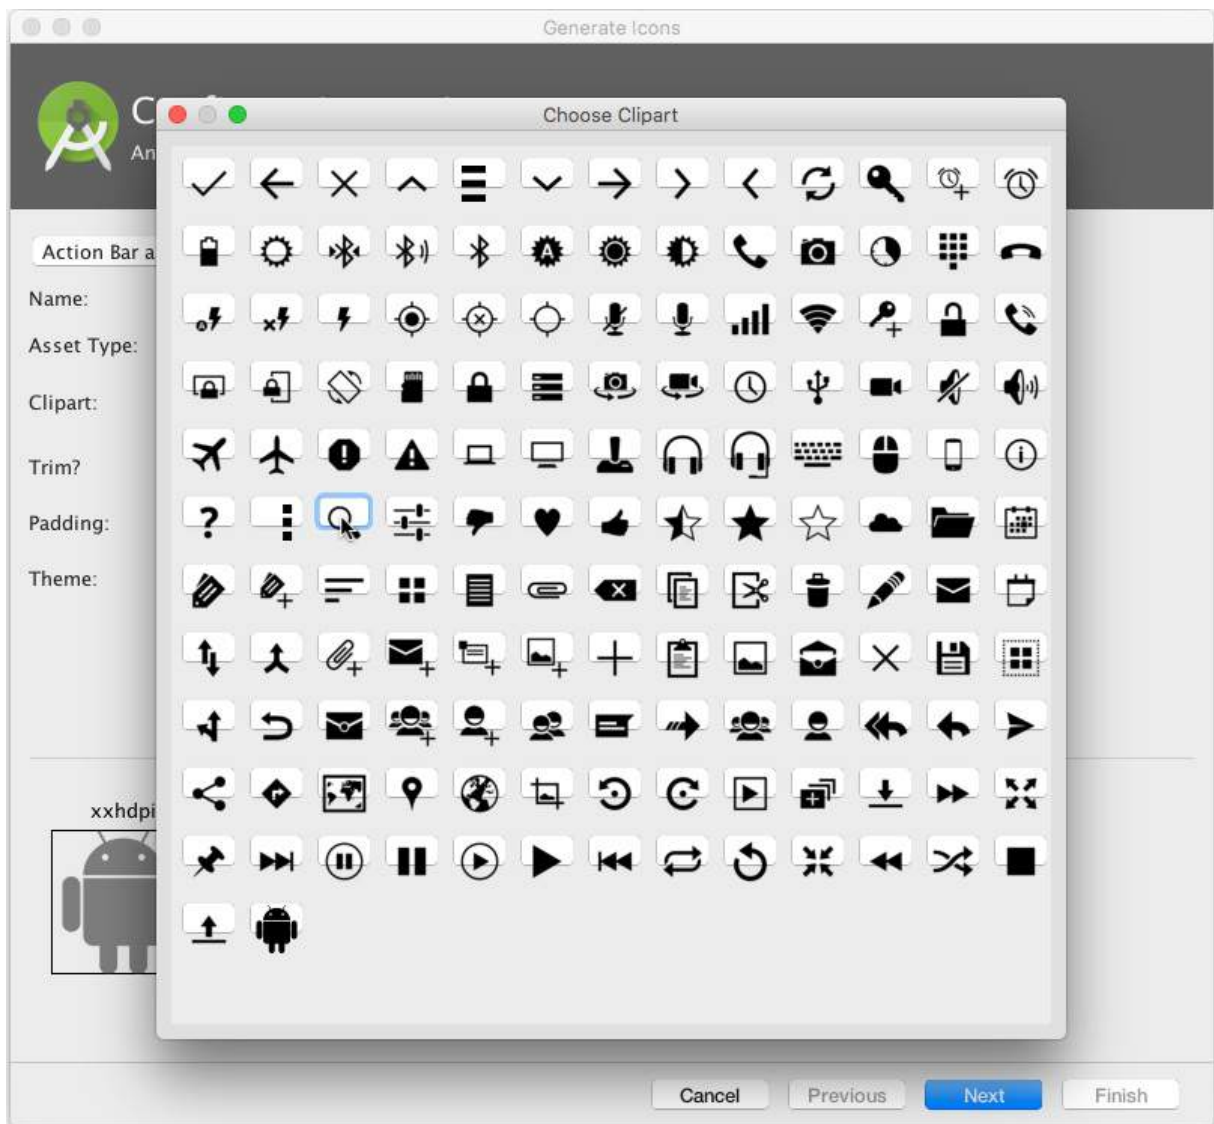 Generate Icons
Choose Clipart
Action Bar a
Name:
Asset Type:
Clipart:
Trim?
Padding:
Theme:
xxhdpi
Cancel
Previous
Next
Finish